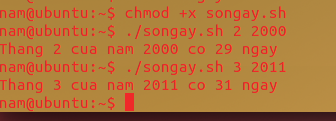 nam@ubuntu:~$ chmod +x songay.sh
nam@ubuntu:~$ ./songay.sh 2 2000
Thang 2 cua nam 2000 co 29 ngay
nam@ubuntu:~$ ./songay.sh 3 2011
Thang 3 cua nam 2011 co 31 ngay
nam@ubuntu:~$